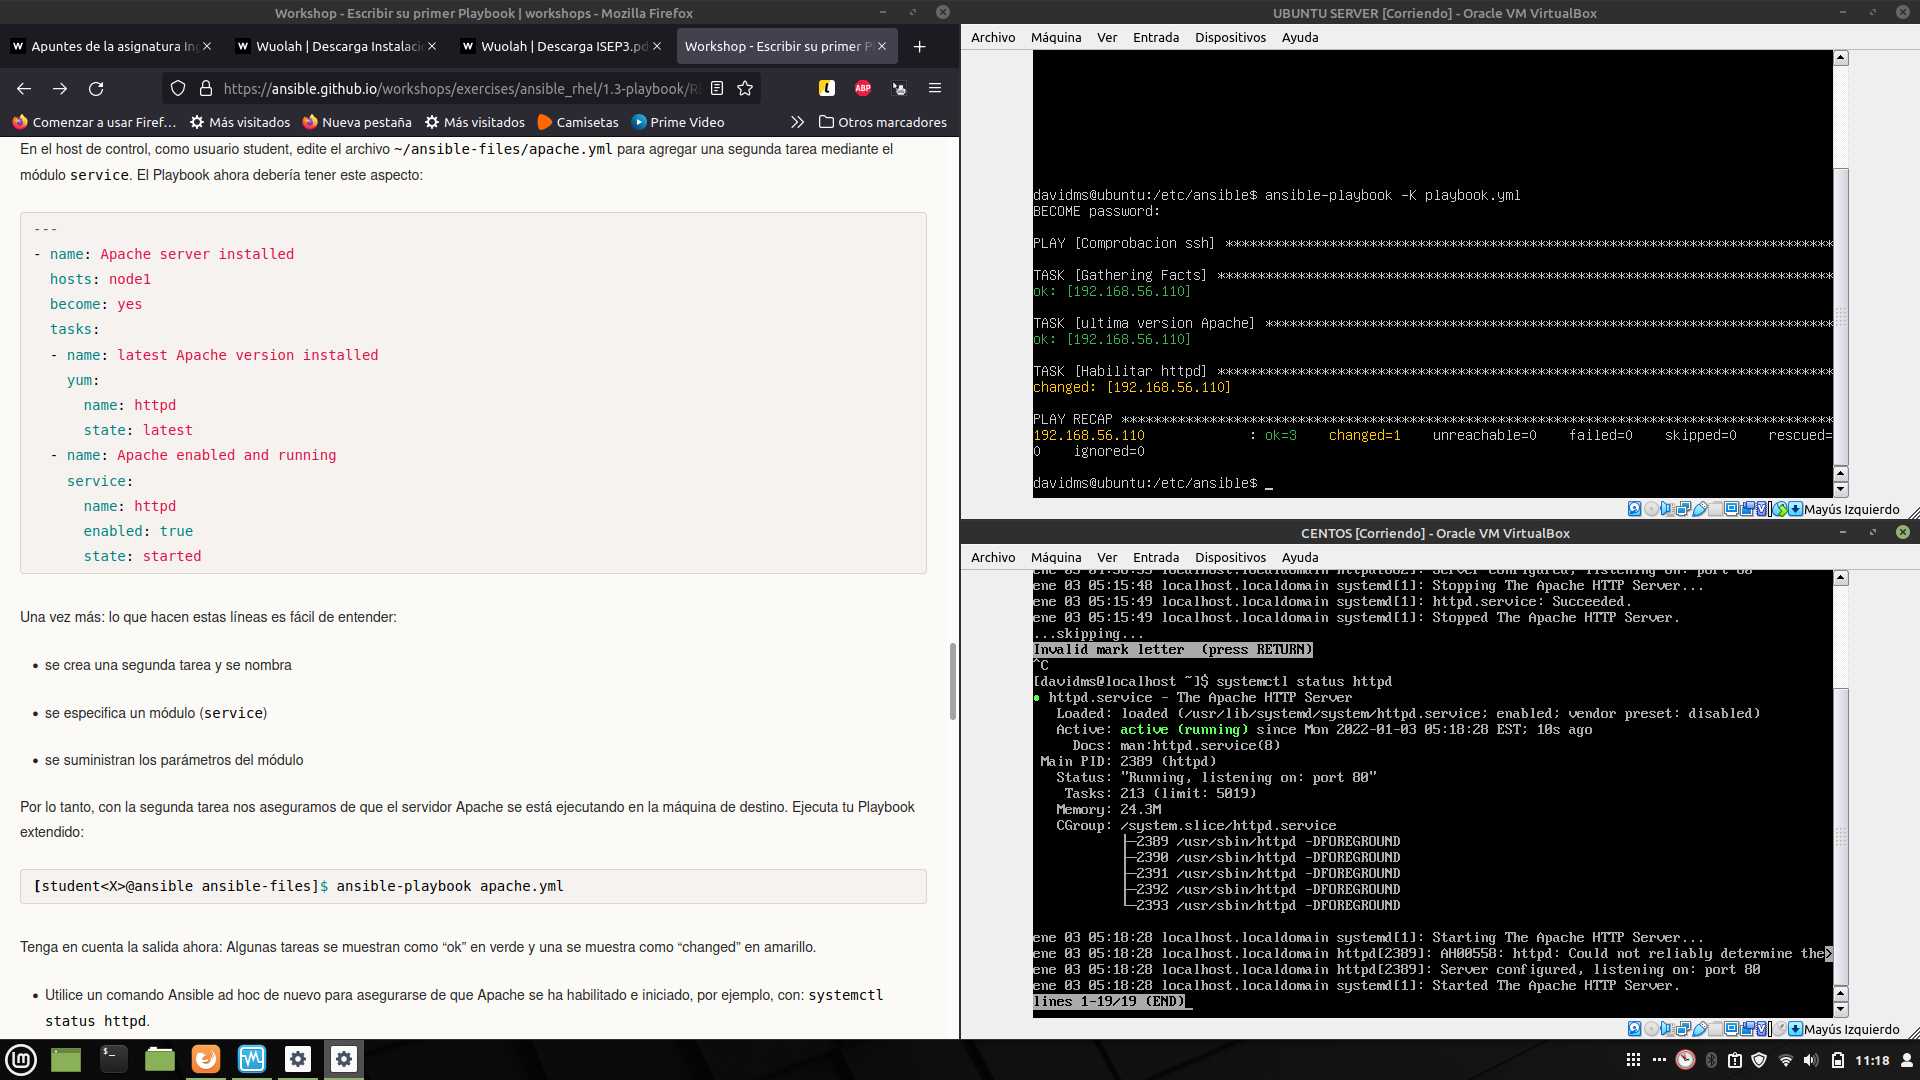 Workshop - Escribir su primer Playbook | workshops - Mozilla Firefox
Apuntes de la asignatura In
Wuolah | Descarga Instalaci
Wuolah | Descarga ISEP3.pd
Workshop - Escribir su primer P
https://ansible.github.io/workshops/exercises/ansible_rhel/1.3-playbook/R
ABP
Comenzar a usar Firef...
Más visitados
Nueva pestaña
Más visitados
Camisetas
Prime Video
Otros marcadores
En el host de control, como usuario student, edite el archivo ~/ansible-files/apache.yml para agregar una segunda tarea mediante el
módulo service. El Playbook ahora debería tener este aspecto:
---
- name: Apache server installed
  hosts: node1
  become: yes
  tasks:
  - name: latest Apache version installed
    yum:
      name: httpd
      state: latest
  - name: Apache enabled and running
    service:
      name: httpd
      enabled: true
      state: started
Una vez más: lo que hacen estas líneas es fácil de entender:
• se crea una segunda tarea y se nombra
• se especifica un módulo (service)
• se suministran los parámetros del módulo
Por lo tanto, con la segunda tarea nos aseguramos de que el servidor Apache se está ejecutando en la máquina de destino. Ejecuta tu Playbook
extendido:
[student<X>@ansible ansible-files]$ ansible-playbook apache.yml
Tenga en cuenta la salida ahora: Algunas tareas se muestran como “ok” en verde y una se muestra como “changed” en amarillo.
• Utilice un comando Ansible ad hoc de nuevo para asegurarse de que Apache se ha habilitado e iniciado, por ejemplo, con: systemctl
status httpd.
UBUNTU SERVER [Corriendo] - Oracle VM VirtualBox
Archivo Máquina Ver Entrada Dispositivos Ayuda
davidms@ubuntu:/etc/ansible$ ansible-playbook -K playbook.yml
BECOME password:
PLAY [Comprobacion ssh] ****************************************************************************
TASK [Gathering Facts] *****************************************************************************
ok: [192.168.56.110]
TASK [ultima version Apache] ***********************************************************************
ok: [192.168.56.110]
TASK [Habilitar httpd] *****************************************************************************
changed: [192.168.56.110]
PLAY RECAP *****************************************************************************************
192.168.56.110             : ok=3    changed=1    unreachable=0    failed=0    skipped=0    rescued=
0    ignored=0
davidms@ubuntu:/etc/ansible$ _
Mayús Izquierdo
CENTOS [Corriendo] - Oracle VM VirtualBox
Archivo Máquina Ver Entrada Dispositivos Ayuda
ene 03 05:15:48 localhost.localdomain systemd[1]: Stopping The Apache HTTP Server...
ene 03 05:15:49 localhost.localdomain systemd[1]: httpd.service: Succeeded.
ene 03 05:15:49 localhost.localdomain systemd[1]: Stopped The Apache HTTP Server.
...skipping...
Invalid mark letter  (press RETURN)
^C
[davidms@localhost ~]$ systemctl status httpd
● httpd.service - The Apache HTTP Server
   Loaded: loaded (/usr/lib/systemd/system/httpd.service; enabled; vendor preset: disabled)
   Active: active (running) since Mon 2022-01-03 05:18:28 EST; 10s ago
     Docs: man:httpd.service(8)
 Main PID: 2389 (httpd)
   Status: "Running, listening on: port 80"
    Tasks: 213 (limit: 5019)
   Memory: 24.3M
   CGroup: /system.slice/httpd.service
           ├─2389 /usr/sbin/httpd -DFOREGROUND
           ├─2390 /usr/sbin/httpd -DFOREGROUND
           ├─2391 /usr/sbin/httpd -DFOREGROUND
           ├─2392 /usr/sbin/httpd -DFOREGROUND
           └─2393 /usr/sbin/httpd -DFOREGROUND
ene 03 05:18:28 localhost.localdomain systemd[1]: Starting The Apache HTTP Server...
ene 03 05:18:28 localhost.localdomain httpd[2389]: AH00558: httpd: Could not reliably determine the>
ene 03 05:18:28 localhost.localdomain httpd[2389]: Server configured, listening on: port 80
ene 03 05:18:28 localhost.localdomain systemd[1]: Started The Apache HTTP Server.
lines 1-19/19 (END)_
Mayús Izquierdo
11:18